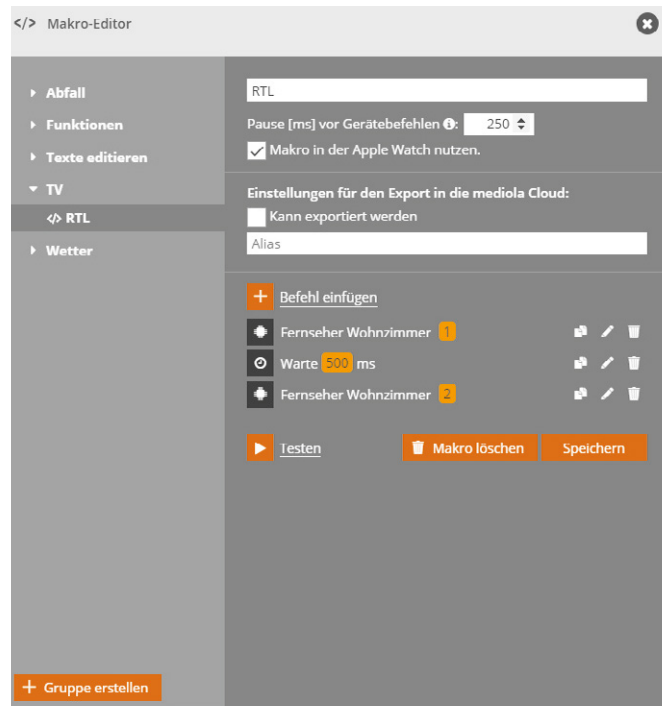 </> Makro-Editor
Abfall
Funktionen
Texte editieren
TV
</> RTL
Wetter
Gruppe erstellen
RTL
Pause [ms] vor Gerätebefehlen : 250
Makro in der Apple Watch nutzen.
Einstellungen für den Export in die mediola Cloud:
Kann exportiert werden
Alias
Befehl einfügen
Fernseher Wohnzimmer 1
Warte 500 ms
Fernseher Wohnzimmer 2
Testen
Makro löschen
Speichern